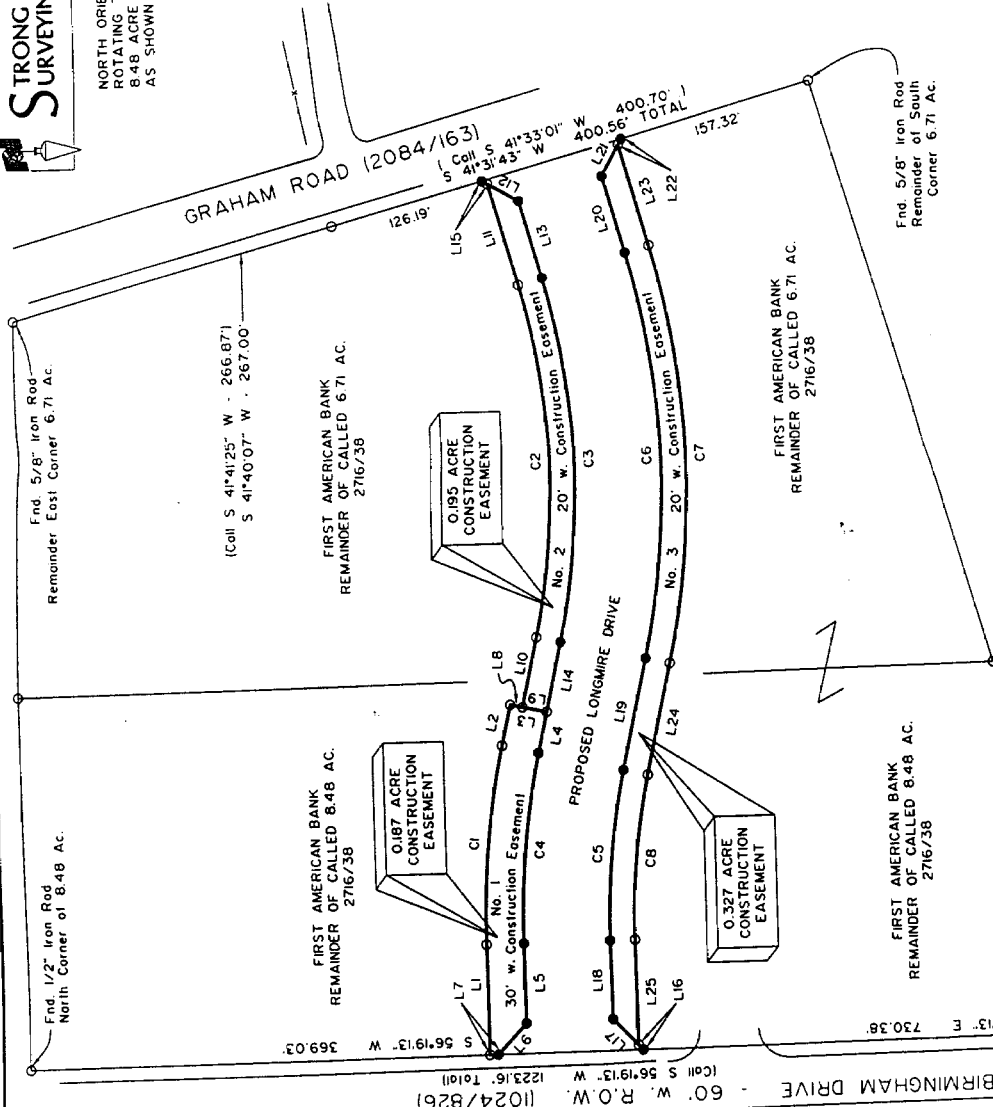 STRONG
SURVEYIN
NORTH ORIE
ROTATING
8.48 ACRE
AS SHOWN
GRAHAM ROAD (2084/163)
( Call S 41°33'01" W 400.70' )
S 41°31'43" W 400.56' TOTAL
126.19'
157.32'
Fnd. 5/8" Iron Rod
Remainder East Corner 6.71 Ac.
(Call S 41°41'25" W - 266.87')
S 41°40'07" W - 267.00'
Fnd. 5/8" Iron Rod
Remainder of South
Corner 6.71 Ac.
FIRST AMERICAN BANK
REMAINDER OF CALLED 6.71 AC.
2716/38
0.195 ACRE
CONSTRUCTION
EASEMENT
L15
L11
L12
L13
C2
No. 2 20' w. Construction Easement
C3
L8
L10
L9
L14
L21
L20
L23
L22
C6
No. 3 20' w. Construction Easement
C7
FIRST AMERICAN BANK
REMAINDER OF CALLED 6.71 AC.
2716/38
PROPOSED LONGMIRE DRIVE
Fnd. 1/2" Iron Rod
North Corner of 8.48 Ac.
FIRST AMERICAN BANK
REMAINDER OF CALLED 8.48 AC.
2716/38
0.187 ACRE
CONSTRUCTION
EASEMENT
L2
L3
L4
C1
No. 1
30' w. Construction Easement
C4
L1
L7
L5
L6
L19
L24
C5
C8
L18
L25
L17
L16
0.327 ACRE
CONSTRUCTION
EASEMENT
FIRST AMERICAN BANK
REMAINDER OF CALLED 8.48 AC.
2716/38
S 56°19'13" W 369.03'
(Call S 56°19'13" W 1223.16' Total)
13" E 730.38'
BIRMINGHAM DRIVE - 60' W. R.O.W. (1024/826)